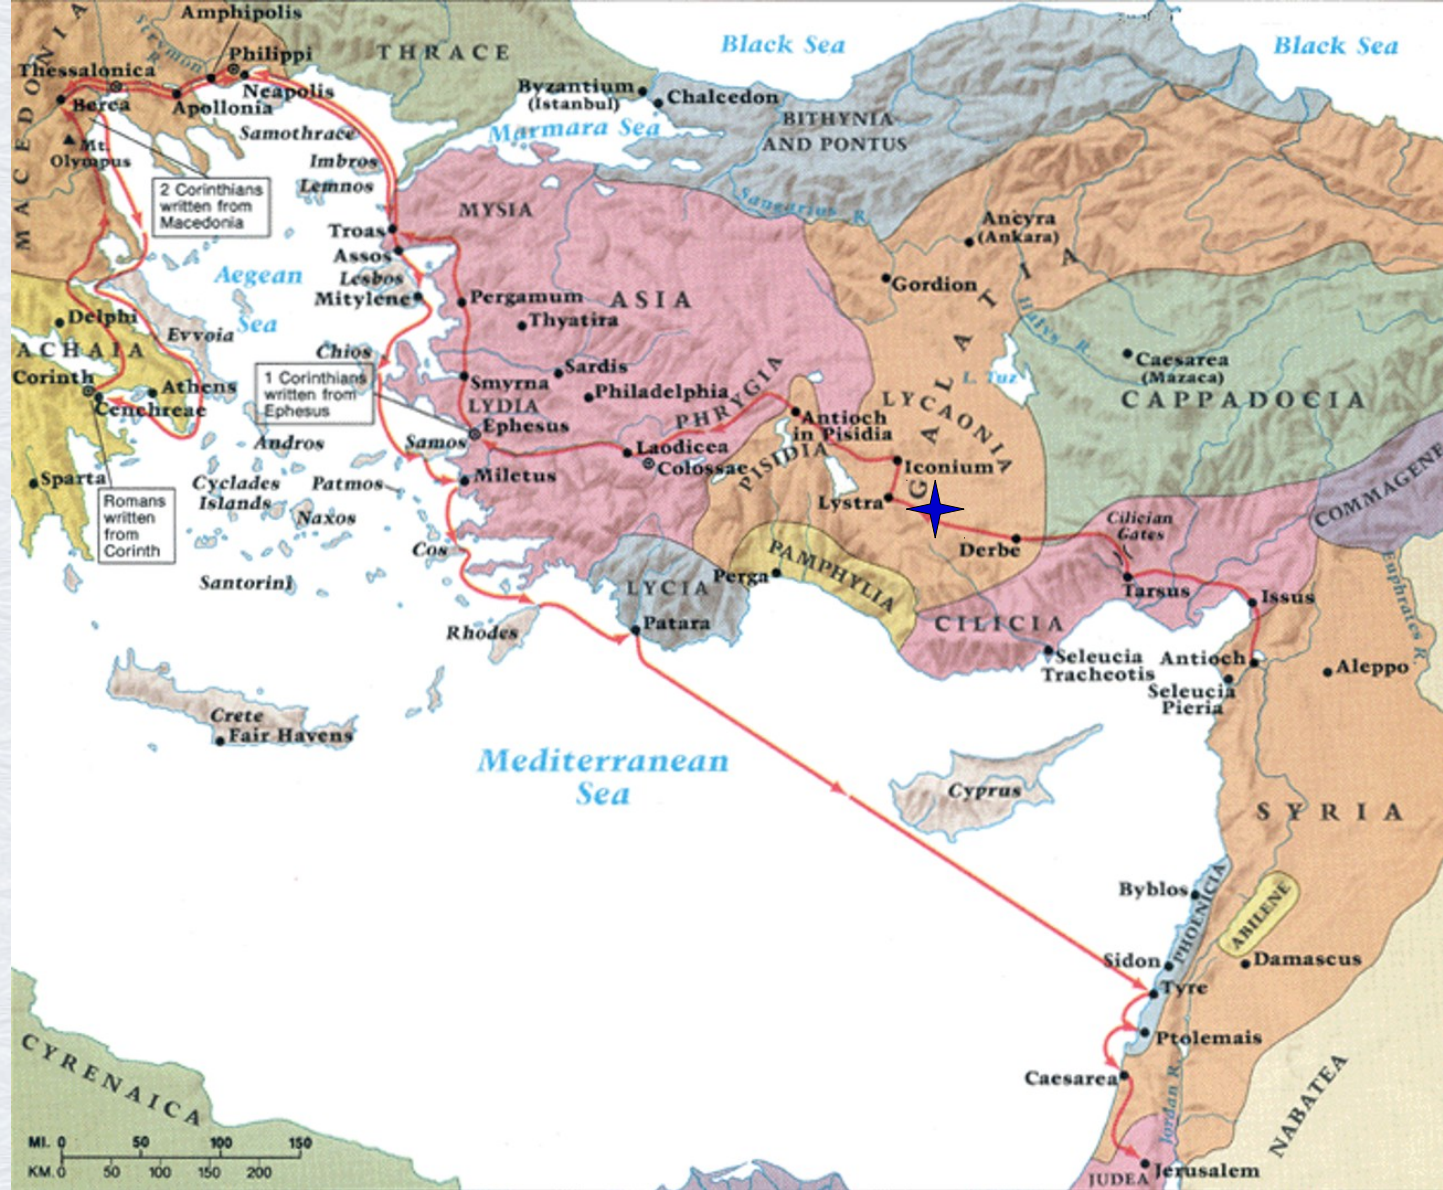 Amphipolis
Black Sea
Black Sea
Strymon
R.
Philippi
THRACE
Thessalonica
Neapolis
Byzantium
(Istanbul)
Chalcedon
Berea
Apollonia
MACEDONIA
Samothrace
Marmara Sea
BITHYNIA
AND PONTUS
Mt.
Olympus
Imbros
Lemnos
2 Corinthians
written from
Macedonia
Sangarius R.
MYSIA
Troas
Ancyra
(Ankara)
Assos
Aegean
Sea
Lesbos
Mitylene
Pergamum
ASIA
Gordion
GALATIA
Halys R.
Delphi
Thyatira
Evvoia
ACHAIA
Chios
Caesarea
(Mazaca)
Corinth
1 Corinthians
written from
Ephesus
Sardis
L. Tuz
Smyrna
Athens
Philadelphia
PHRYGIA
LYCAONIA
CAPPADOCIA
Cenchreae
LYDIA
Antioch
in Pisidia
Ephesus
Andros
Samos
Laodicea
Colossae
PISIDIA
Iconium
COMMAGENE
Sparta
Cyclades
Islands
Patmos
Miletus
Lystra
Romans
written
from
Corinth
Naxos
Cilician
Gates
Cos
Derbe
Santorini
PAMPHYLIA
Perga
LYCIA
Tarsus
Issus
Euphrates R.
Rhodes
Patara
CILICIA
Seleucia
Tracheotis
Antioch
Aleppo
Seleucia
Pieria
Crete
Fair Havens
Mediterranean
Sea
Cyprus
SYRIA
Byblos
PHOENICIA
ABILENE
Sidon
Damascus
Tyre
Ptolemais
CYRENAICA
Caesarea
Jordan R.
NABATEA
MI. 0 50 100 150
KM. 0 50 100 150 200
JUDEA
Jerusalem